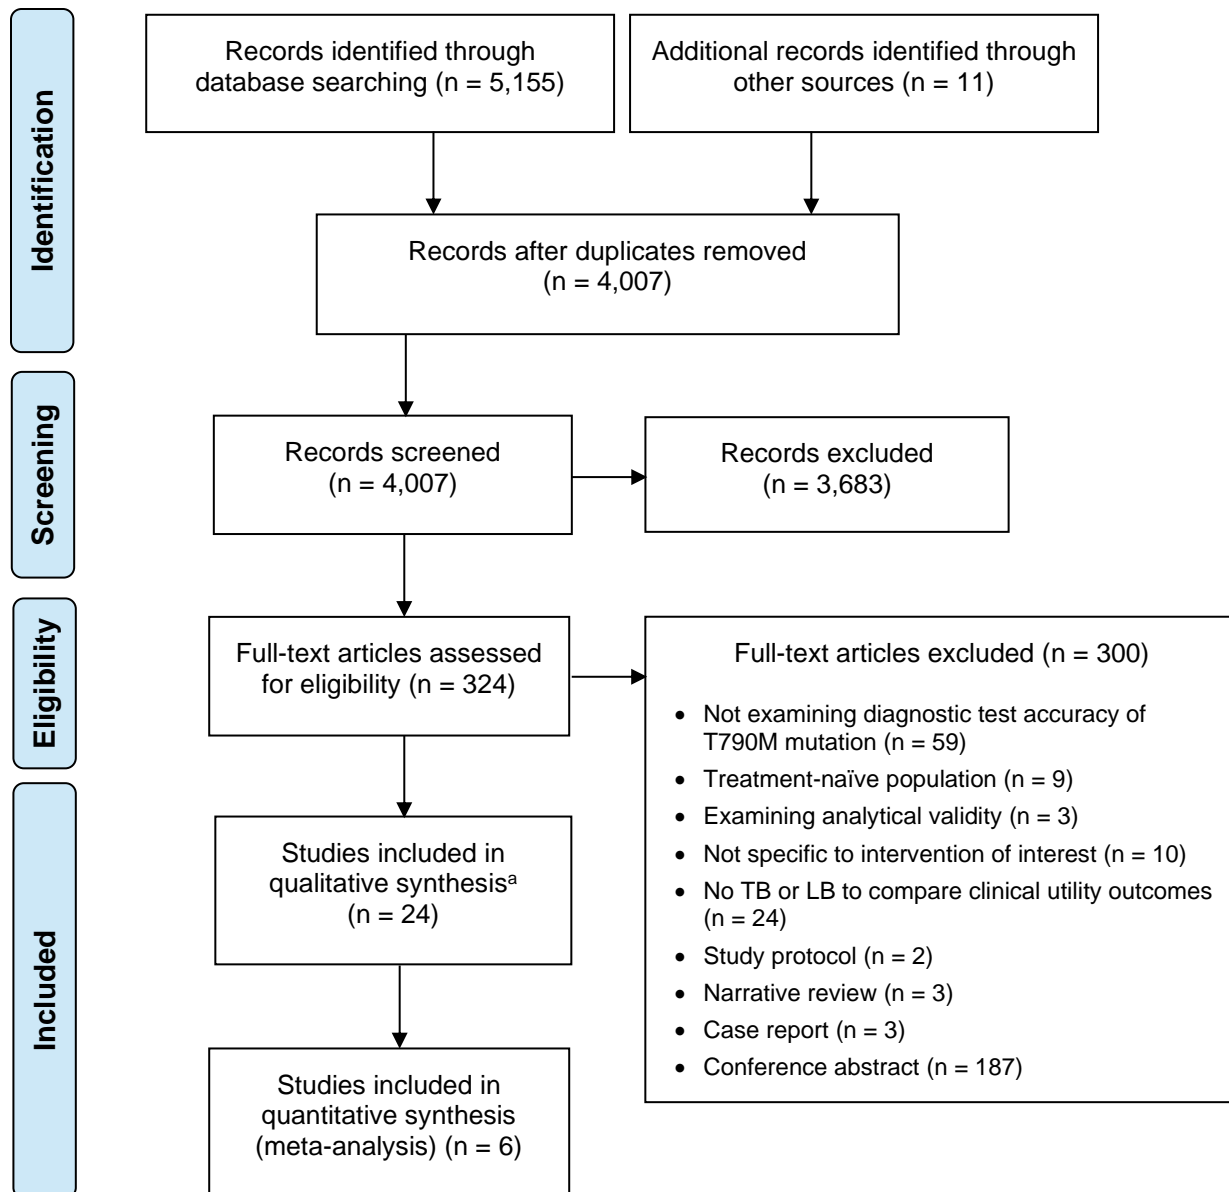 Identification
Records identified through
database searching (n = 5,155)
Additional records identified through
other sources (n = 11)
Records after duplicates removed
(n = 4,007)
Screening
Records screened
(n = 4,007)
Records excluded
(n = 3,683)
Eligibility
Full-text articles assessed
for eligibility (n = 324)
Full-text articles excluded (n = 300)
• Not examining diagnostic test accuracy of
T790M mutation (n = 59)
• Treatment-naïve population (n = 9)
• Examining analytical validity (n = 3)
• Not specific to intervention of interest (n = 10)
• No TB or LB to compare clinical utility outcomes
(n = 24)
• Study protocol (n = 2)
• Narrative review (n = 3)
• Case report (n = 3)
• Conference abstract (n = 187)
Included
Studies included in
qualitative synthesisᵃ
(n = 24)
Studies included in
quantitative synthesis
(meta-analysis) (n = 6)